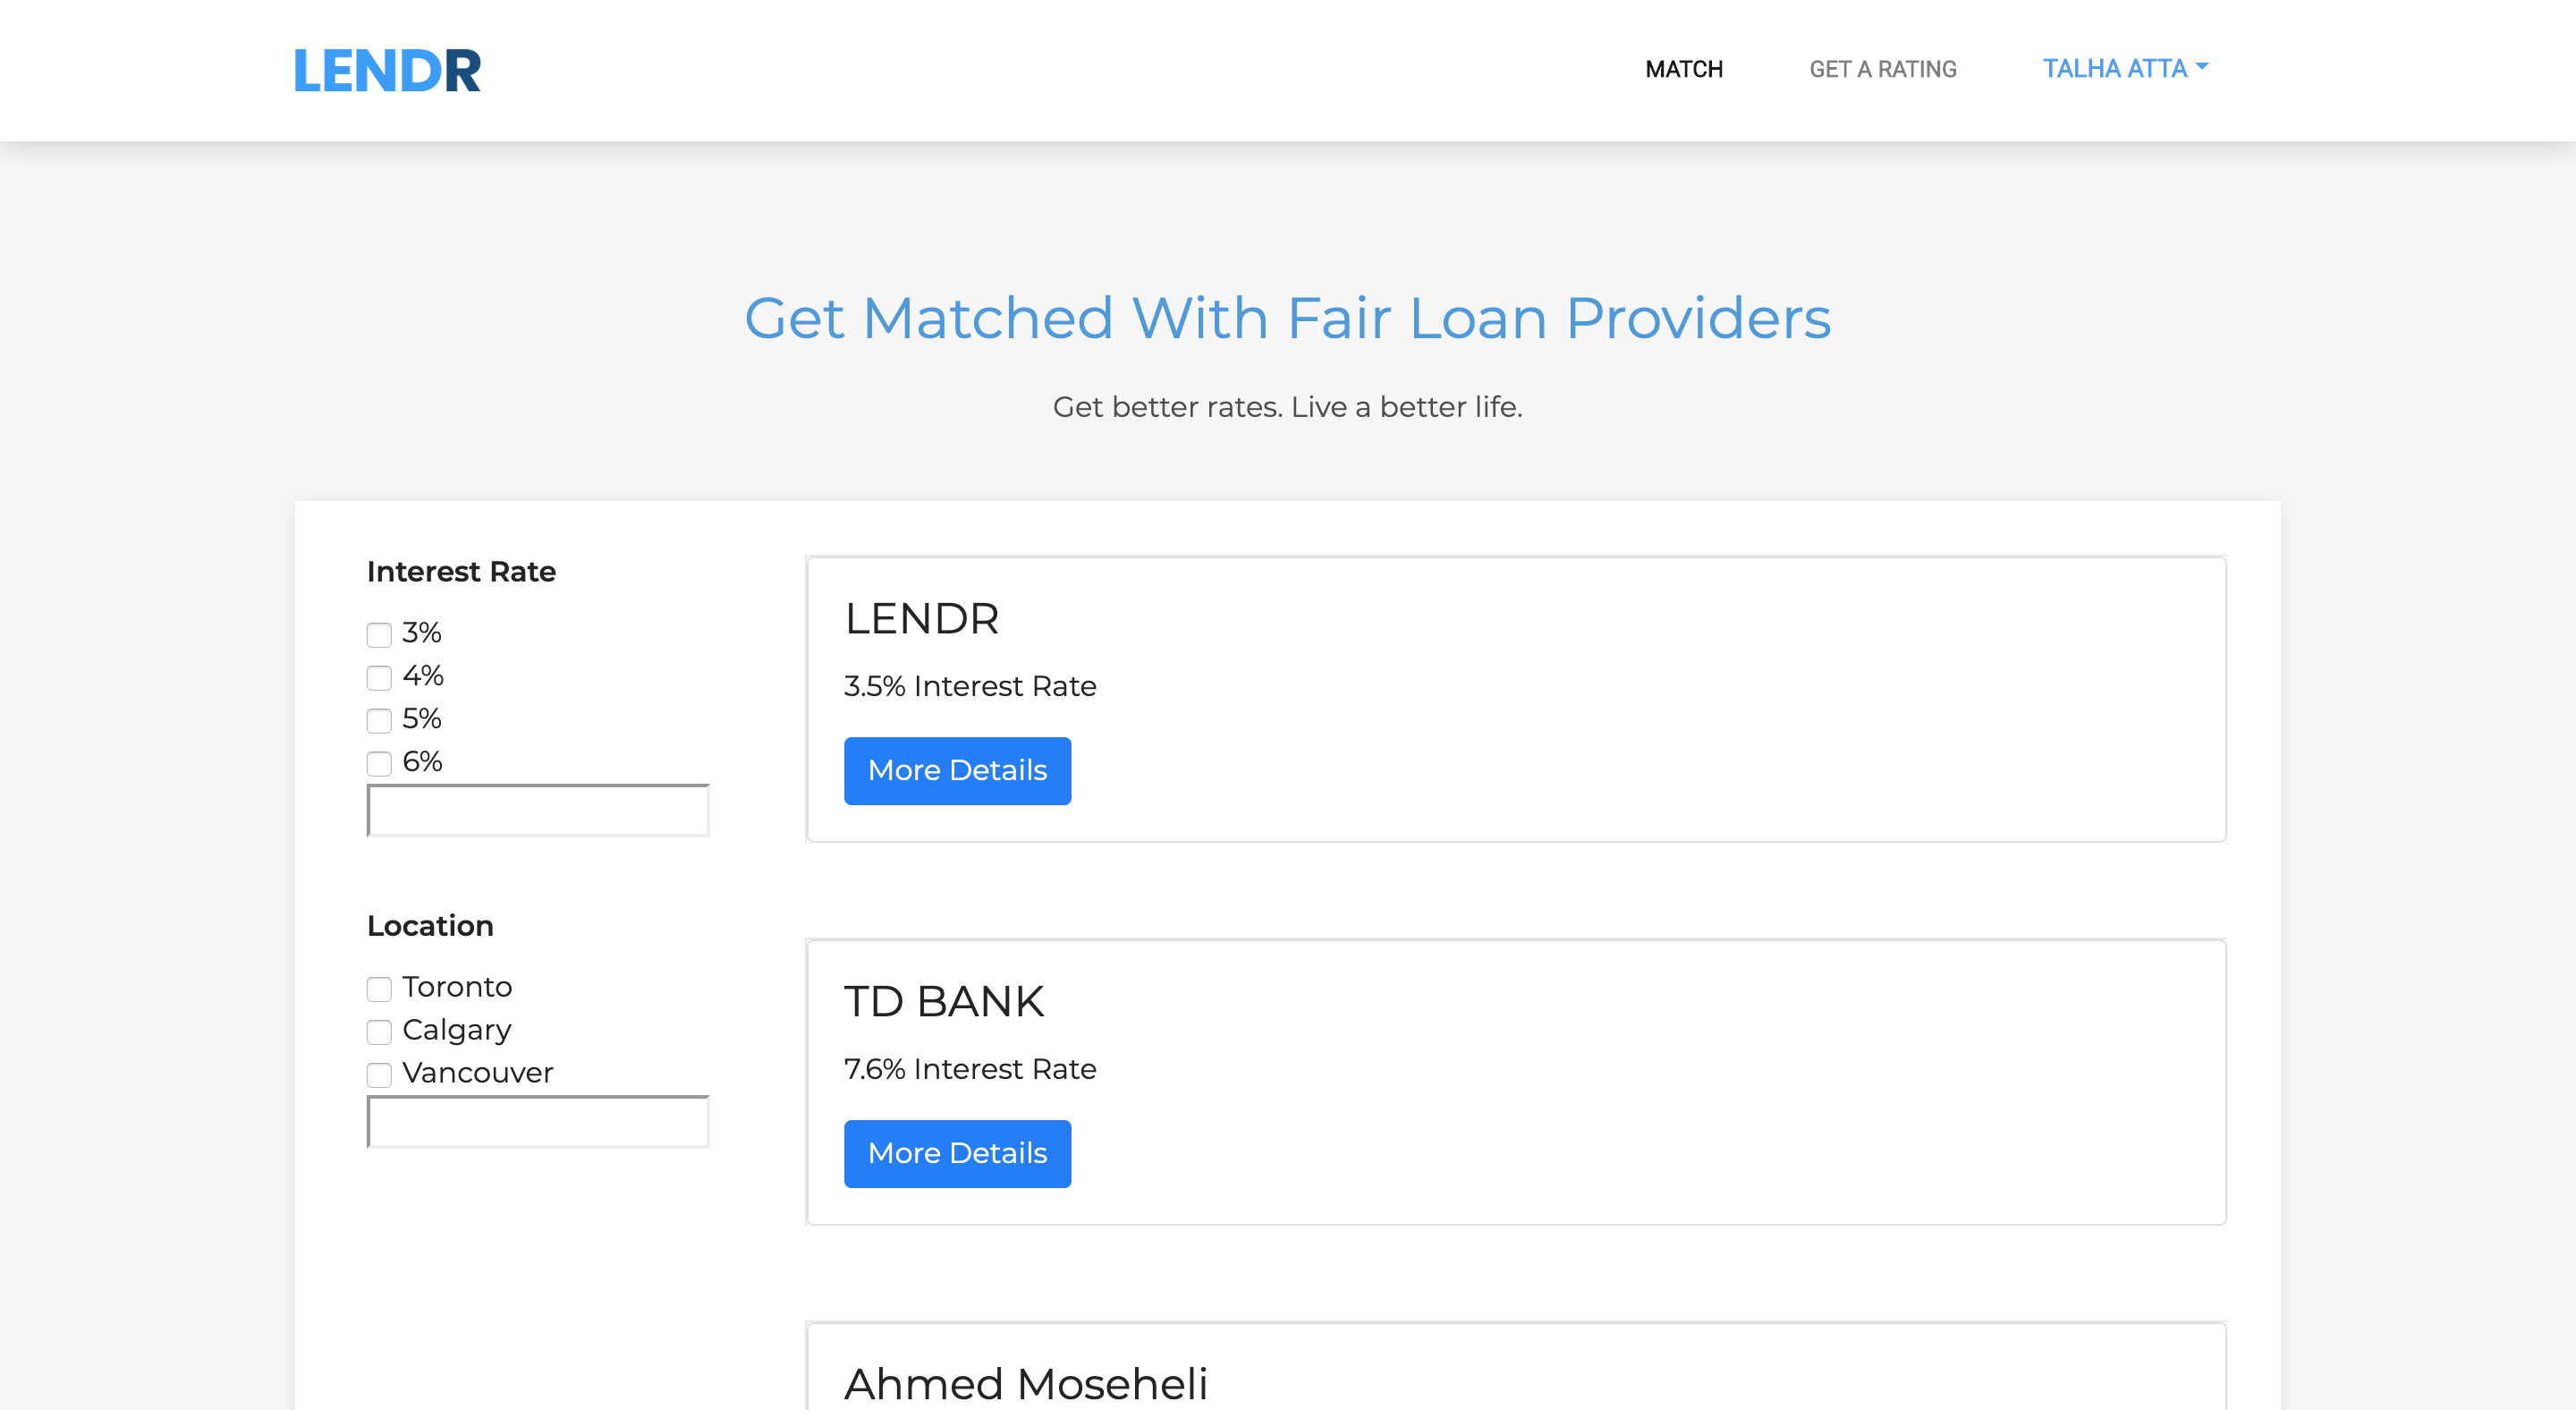 LENDR
MATCH
GET A RATING
TALHA ATTA
Get Matched With Fair Loan Providers
Get better rates. Live a better life.
Interest Rate
3%
4%
5%
6%
Location
Toronto
Calgary
Vancouver
LENDR
3.5% Interest Rate
More Details
TD BANK
7.6% Interest Rate
More Details
Ahmed Moseheli